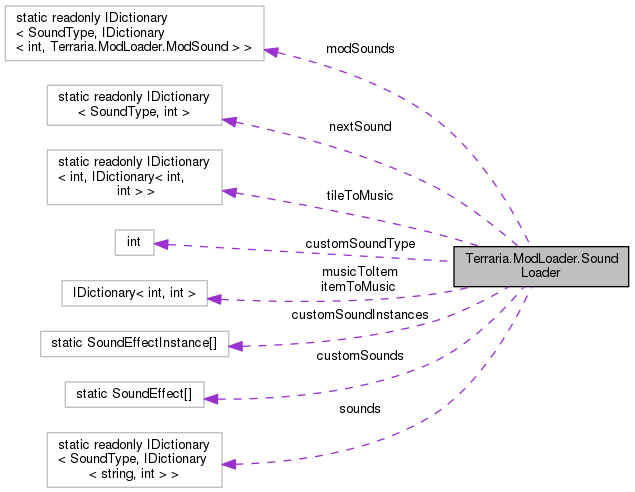 static readonly IDictionary
< SoundType, IDictionary
< int, Terraria.ModLoader.ModSound > >
modSounds
static readonly IDictionary
< SoundType, int >
nextSound
static readonly IDictionary
< int, IDictionary< int,
int > >
tileToMusic
int
customSoundType
Terraria.ModLoader.Sound
Loader
IDictionary< int, int >
musicToItem
itemToMusic
static SoundEffectInstance[]
customSoundInstances
static SoundEffect[]
customSounds
static readonly IDictionary
< SoundType, IDictionary
< string, int > >
sounds